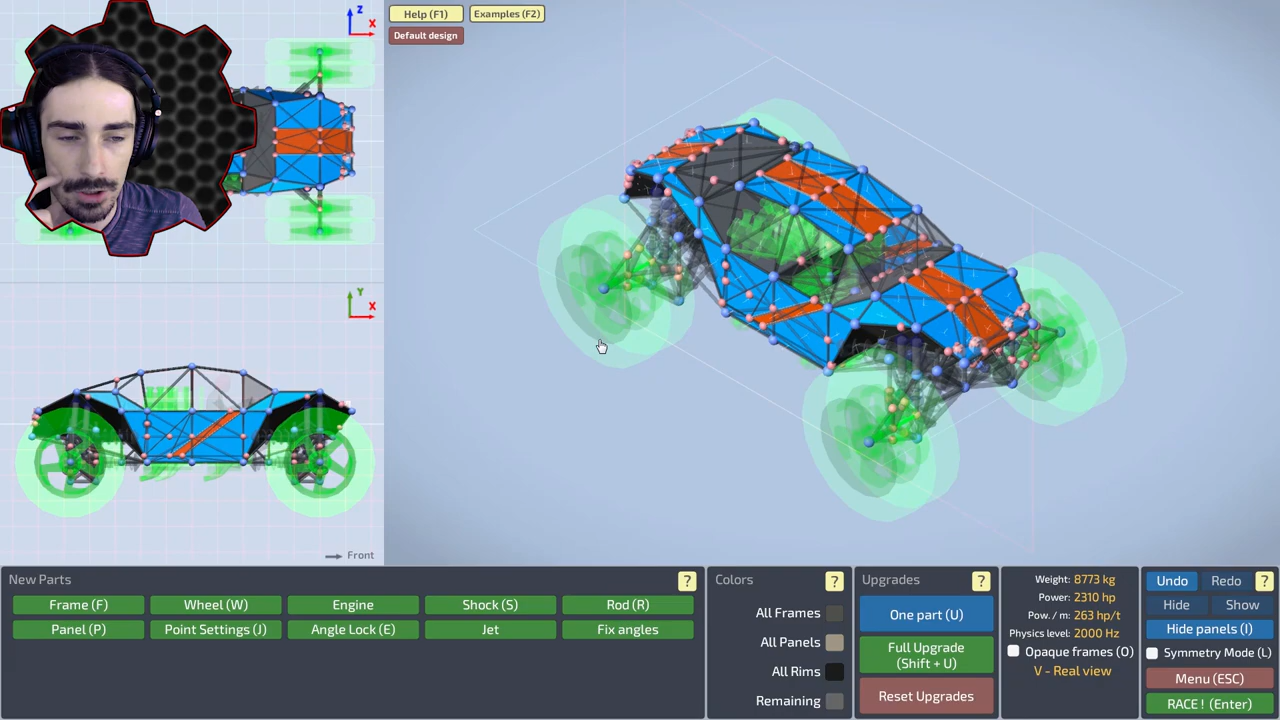 Z
X
Y
X
Front
Help (F1)
Examples (F2)
Default design
New Parts
?
Frame (F)
Wheel (W)
Engine
Shock (S)
Rod (R)
Panel (P)
Point Settings (J)
Angle Lock (E)
Jet
Fix angles
Colors
?
All Frames
All Panels
All Rims
Remaining
Upgrades
?
One part (U)
Full Upgrade
(Shift + U)
Reset Upgrades
Weight: 8773 kg
Power: 2310 hp
Pow. / m: 263 hp/t
Physics level: 2000 Hz
Opaque frames (O)
V - Real view
Undo
Redo
?
Hide
Show
Hide panels (I)
Symmetry Mode (L)
Menu (ESC)
RACE ! (Enter)